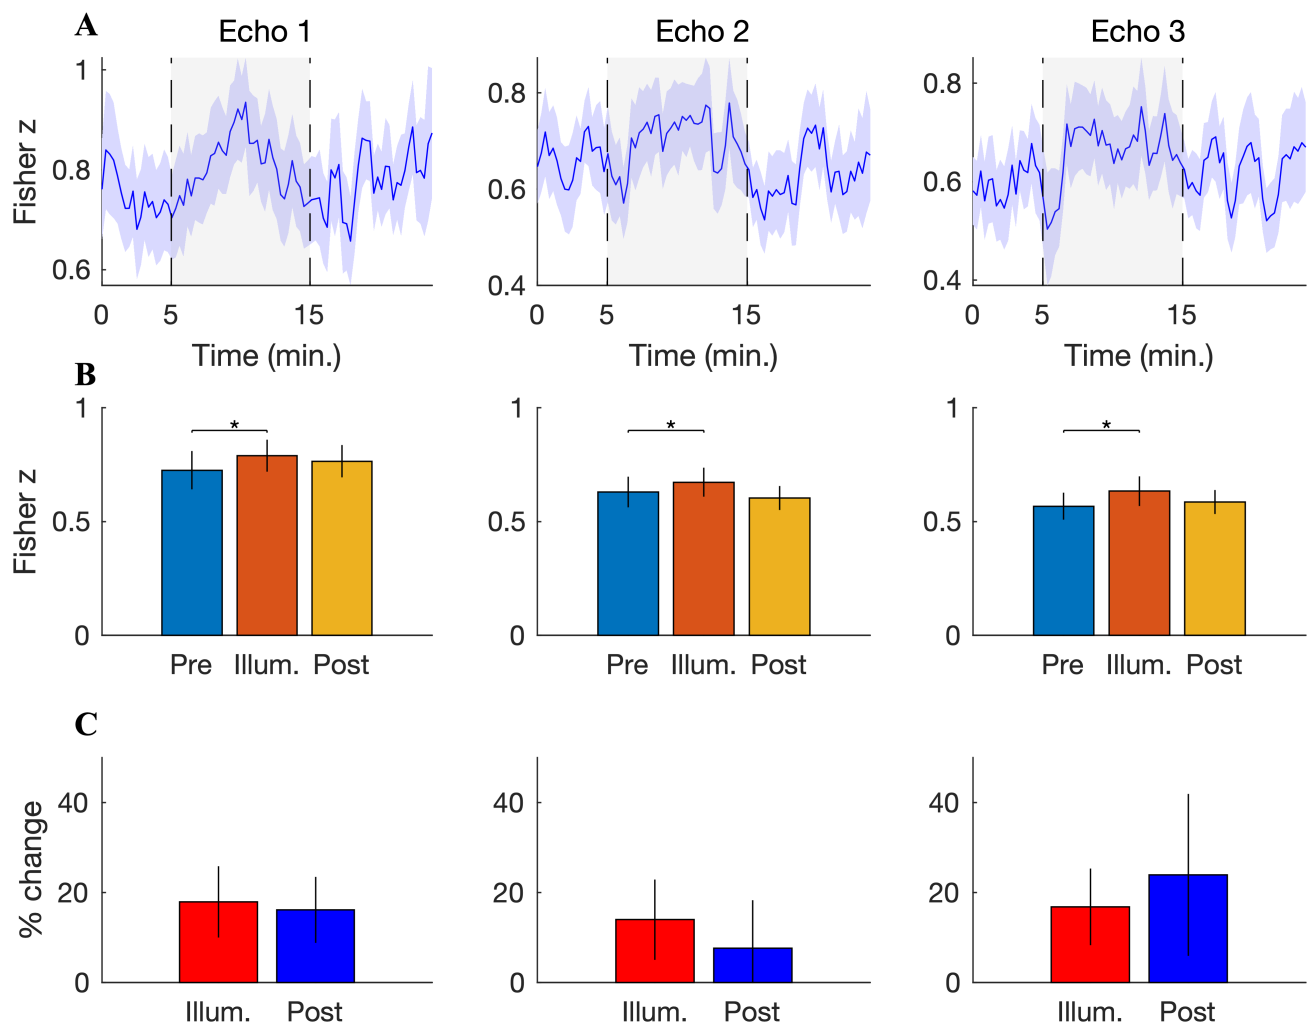 A
Echo 1
Echo 2
Echo 3
Fisher z
1
0.8
0.6
0.8
0.6
0.4
0.8
0.6
0.4
0 5 15
0 5 15
0 5 15
Time (min.)
Time (min.)
Time (min.)
B
Fisher z
1
0.5
0
1
0.5
0
1
0.5
0
*
*
*
Pre Illum. Post
Pre Illum. Post
Pre Illum. Post
C
% change
40
20
0
40
20
0
40
20
0
Illum. Post
Illum. Post
Illum. Post